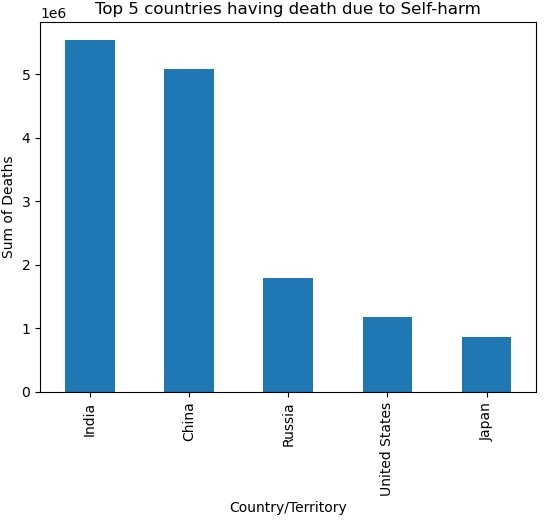 Top 5 countries having death due to Self-harm
1e6
5
4
3
2
1
0
Sum of Deaths
India
China
Russia
United States
Japan
Country/Territory